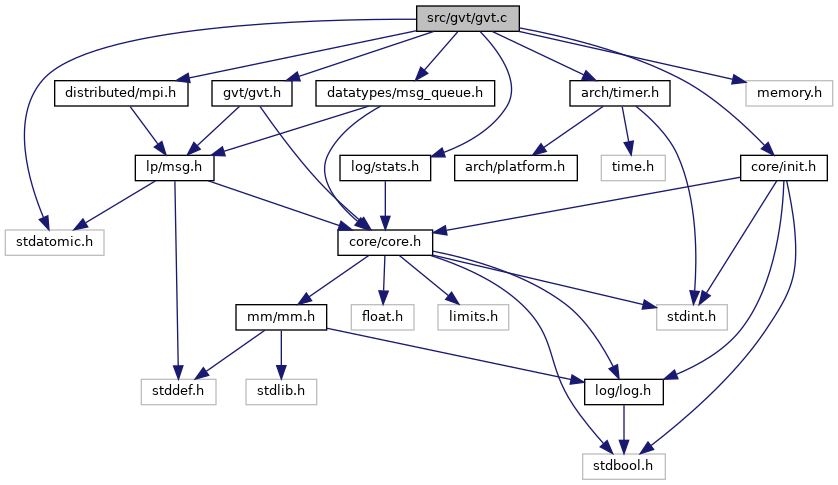 src/gvt/gvt.c
distributed/mpi.h
gvt/gvt.h
datatypes/msg_queue.h
arch/timer.h
memory.h
lp/msg.h
log/stats.h
arch/platform.h
time.h
core/init.h
stdatomic.h
core/core.h
mm/mm.h
float.h
limits.h
stdint.h
stddef.h
stdlib.h
log/log.h
stdbool.h